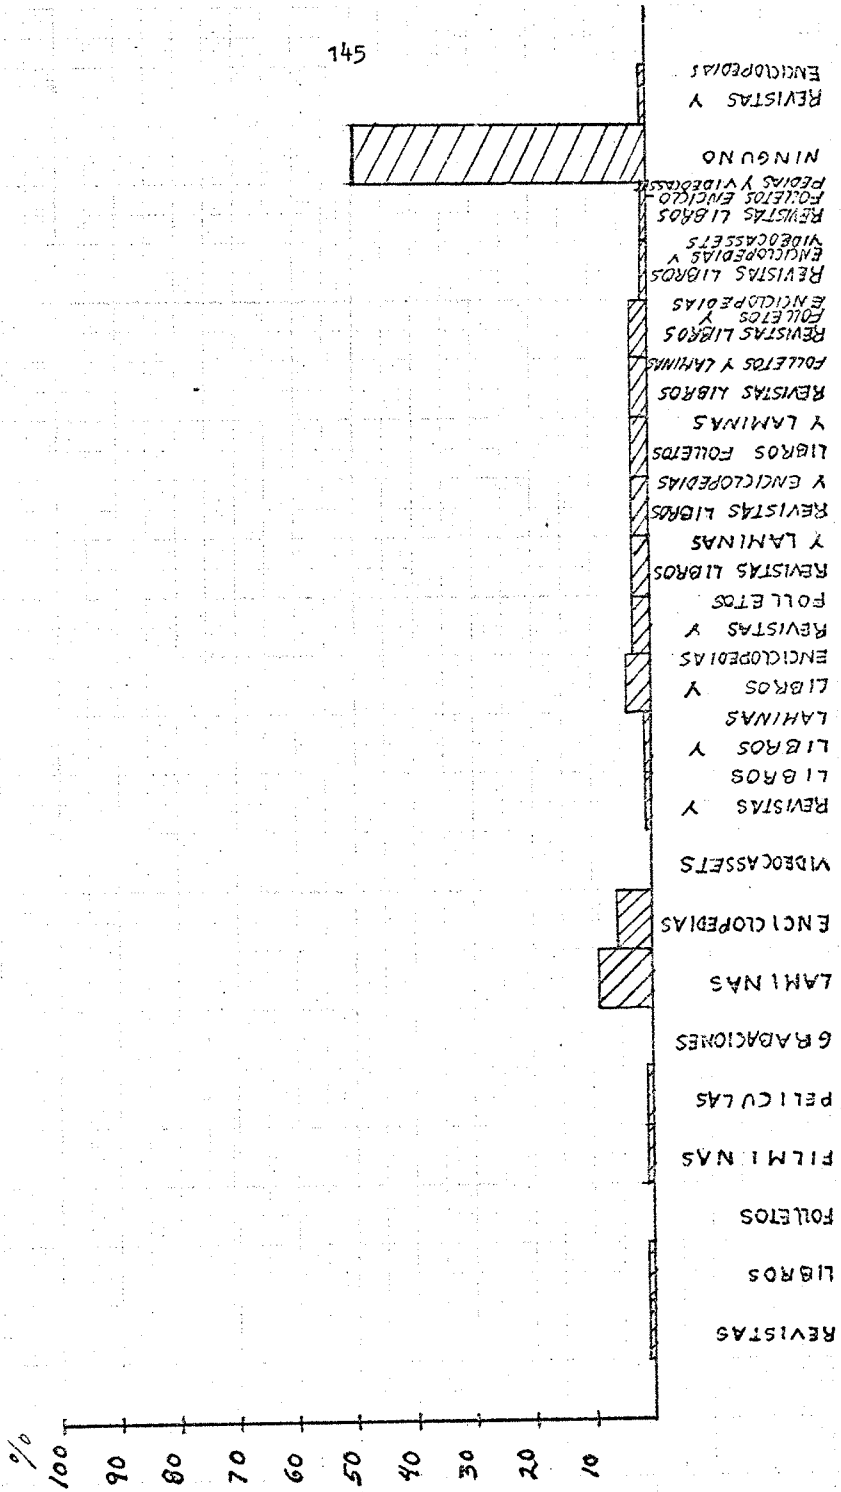 145
%
100
90
80
70
60
50
40
30
20
10
REVISTAS
LIBROS
FOLLETOS
FILMINAS
PELICULAS
GRABACIONES
LAMINAS
ENCICLOPEDIAS
VIDEOCASSETS
REVISTAS Y
LIBROS
LIBROS Y
LAMINAS
LIBROS Y
ENCICLOPEDIAS
REVISTAS Y
FOLLETOS
REVISTAS LIBROS
Y LAMINAS
REVISTAS LIBROS
Y ENCICLOPEDIAS
LIBROS FOLLETOS
Y LAMINAS
REVISTAS LIBROS
FOLLETOS Y LAMINAS
REVISTAS LIBROS
FOLLETOS Y
ENCICLOPEDIAS
REVISTAS LIBROS
ENCICLOPEDIAS Y
VIDEOCASSETS
REVISTAS LIBROS
FOLLETOS ENCICLO
PEDIAS Y VIDEOCASSE
NINGUNO
REVISTAS Y
ENCICLOPEDIAS